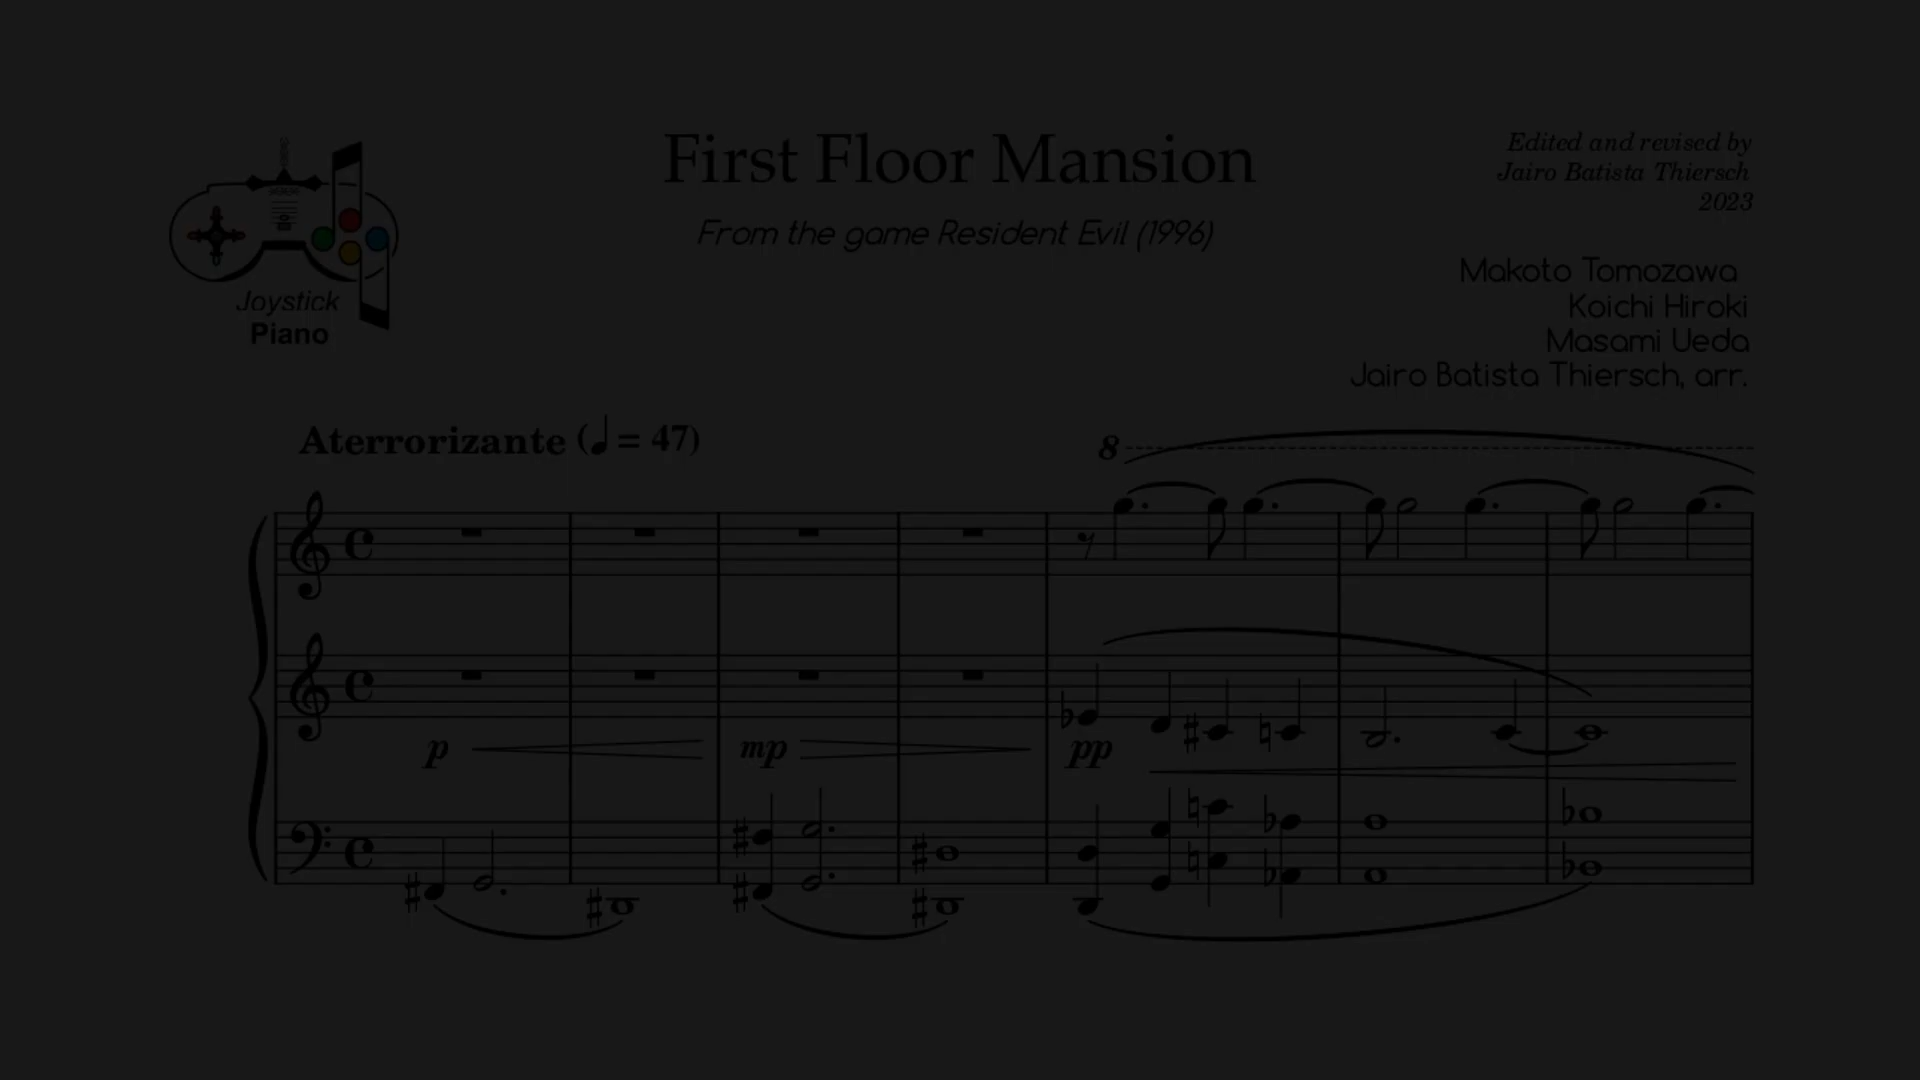 First Floor Mansion
From the game Resident Evil (1996)
Edited and revised by
Jairo Batista Thiersch
2023
Joystick
Piano
Makoto Tomozawa
Koichi Hiroki
Masami Ueda
Jairo Batista Thiersch, arr.
Aterrorizante (♩ = 47)
8
p mp pp